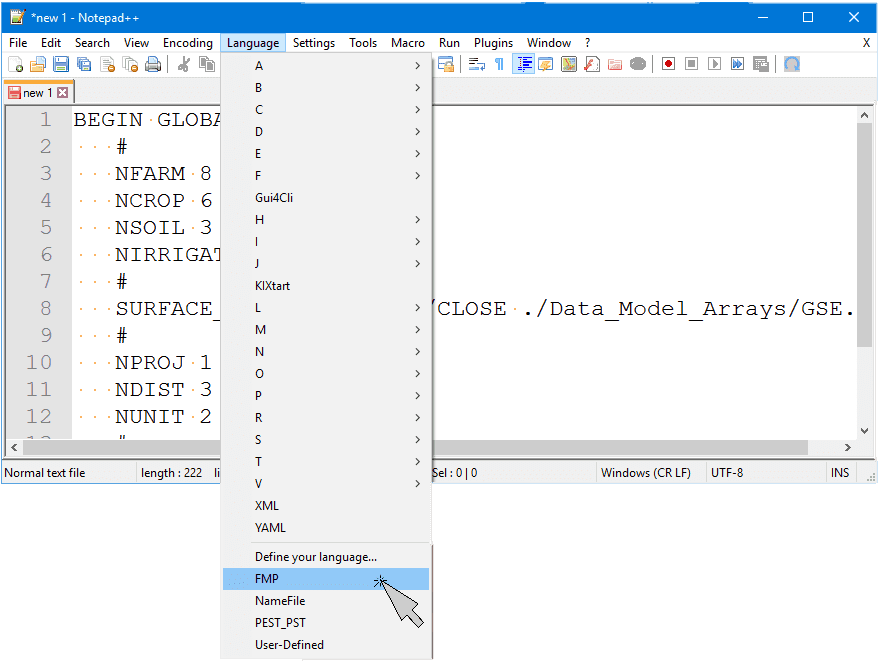 *new 1 - Notepad++
File Edit Search View Encoding Language Settings Tools Macro Run Plugins Window ? X
new 1
1 BEGIN GLOBA
2 #
3 NFARM 8
4 NCROP 6
5 NSOIL 3
6 NIRRIGAT
7 #
8 SURFACE_ /CLOSE ./Data_Model_Arrays/GSE.
9 #
10 NPROJ 1
11 NDIST 3
12 NUNIT 2
A
B
C
D
E
F
Gui4Cli
H
I
J
KIXtart
L
M
N
O
P
R
S
T
V
XML
YAML
Define your language...
FMP
NameFile
PEST_PST
User-Defined
Normal text file length : 222 li Sel : 0 | 0 Windows (CR LF) UTF-8 INS